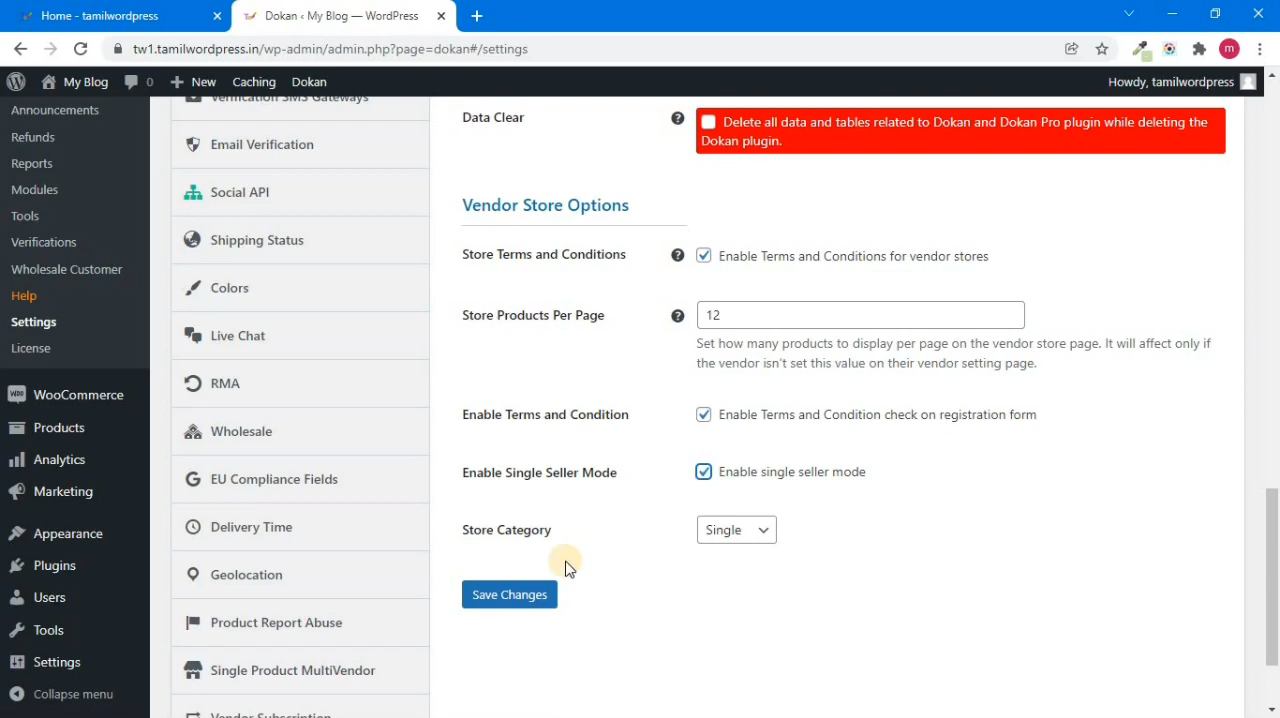 Home - tamilwordpress
Dokan ‹ My Blog — WordPress
tw1.tamilwordpress.in/wp-admin/admin.php?page=dokan#/settings
m
My Blog
0
New
Caching
Dokan
Howdy, tamilwordpress
Announcements
Refunds
Reports
Modules
Tools
Verifications
Wholesale Customer
Help
Settings
License
WooCommerce
Products
Analytics
Marketing
Appearance
Plugins
Users
Tools
Settings
Collapse menu
Verification SMS Gateways
Email Verification
Social API
Shipping Status
Colors
Live Chat
RMA
Wholesale
EU Compliance Fields
Delivery Time
Geolocation
Product Report Abuse
Single Product MultiVendor
Vendor Subscription
Data Clear
Delete all data and tables related to Dokan and Dokan Pro plugin while deleting the
Dokan plugin.
Vendor Store Options
Store Terms and Conditions
Enable Terms and Conditions for vendor stores
Store Products Per Page
12
Set how many products to display per page on the vendor store page. It will affect only if
the vendor isn't set this value on their vendor setting page.
Enable Terms and Condition
Enable Terms and Condition check on registration form
Enable Single Seller Mode
Enable single seller mode
Store Category
Single
Save Changes